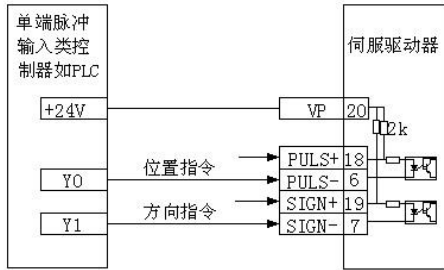 单端脉冲
输入类控
制器如PLC
伺服驱动器
+24V
VP 20
2k
位置指令
PULS+ 18
Y0
PULS- 6
方向指令
SIGN+ 19
Y1
SIGN- 7